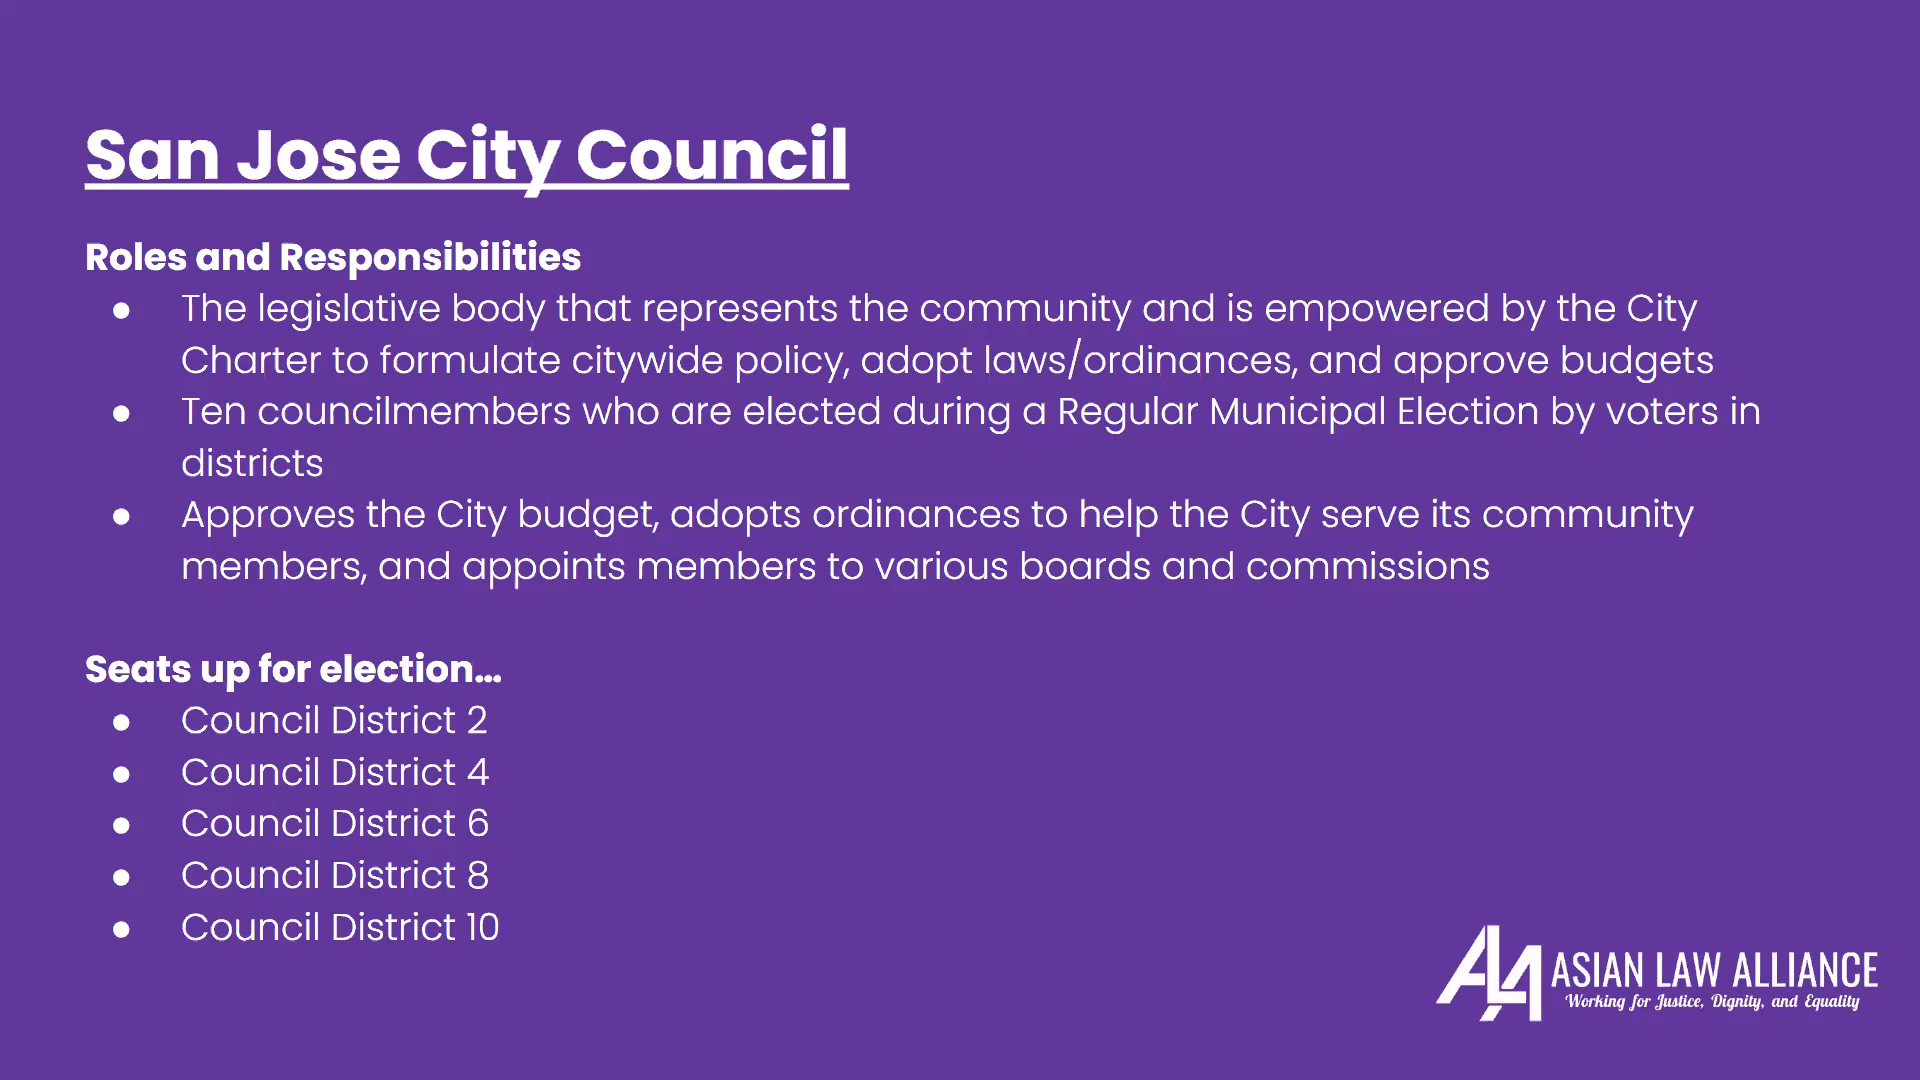 San Jose City Council
Roles and Responsibilities
● The legislative body that represents the community and is empowered by the City
Charter to formulate citywide policy, adopt laws/ordinances, and approve budgets
● Ten councilmembers who are elected during a Regular Municipal Election by voters in
districts
● Approves the City budget, adopts ordinances to help the City serve its community
members, and appoints members to various boards and commissions
Seats up for election...
● Council District 2
● Council District 4
● Council District 6
● Council District 8
● Council District 10
ALA ASIAN LAW ALLIANCE
Working for Justice, Dignity, and Equality